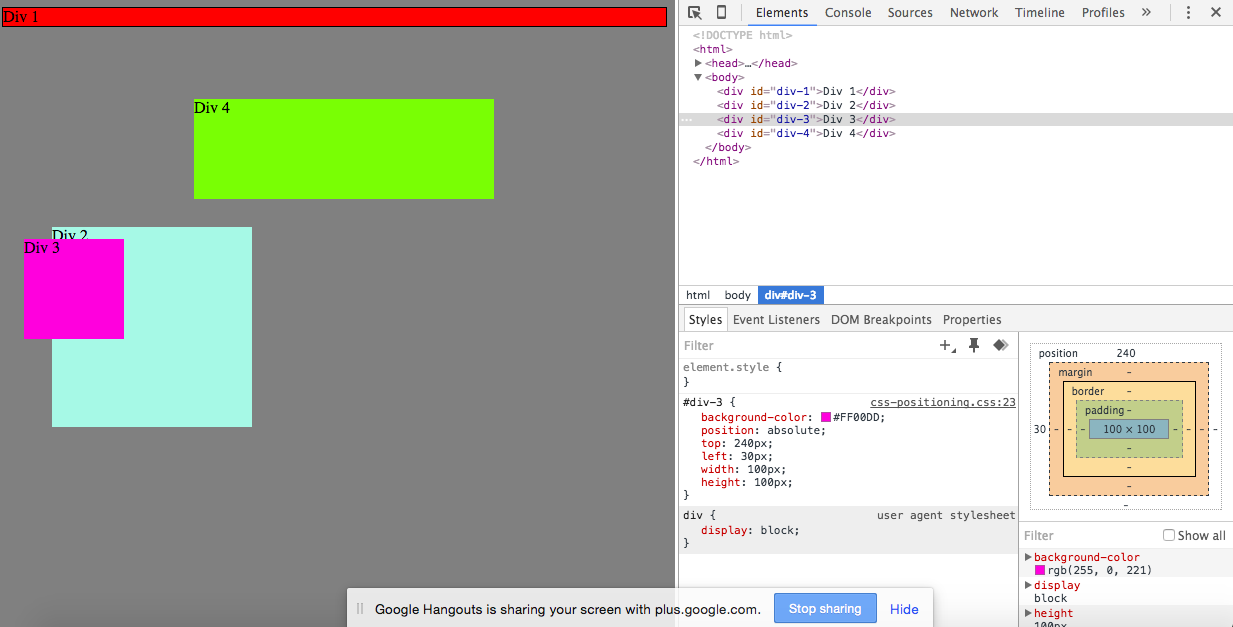 Div 1
Div 4
Div 2
Div 3
Elements Console Sources Network Timeline Profiles »
<!DOCTYPE html>
<html>
<head>…</head>
<body>
<div id="div-1">Div 1</div>
<div id="div-2">Div 2</div>
<div id="div-3">Div 3</div>
<div id="div-4">Div 4</div>
</body>
</html>
html body div#div-3
Styles Event Listeners DOM Breakpoints Properties
Filter
element.style {
}
#div-3 { css-positioning.css:23
background-color: #FF00DD;
position: absolute;
top: 240px;
left: 30px;
width: 100px;
height: 100px;
}
div { user agent stylesheet
display: block;
}
position 240
margin -
border -
padding -
30 - - - 100 × 100 - - - -
-
-
-
-
Filter Show all
background-color
rgb(255, 0, 221)
display
block
height
100px
Google Hangouts is sharing your screen with plus.google.com. Stop sharing Hide